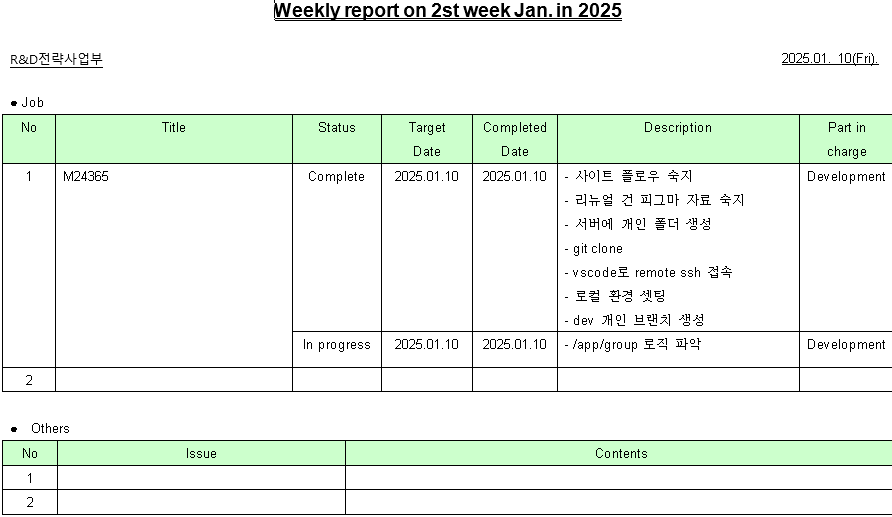 Weekly report on 2st week Jan. in 2025
R&D전략사업부 2025.01. 10(Fri).
● Job
No Title Status Target Date Completed Date Description Part in charge
1 M24365 Complete 2025.01.10 2025.01.10 - 사이트 플로우 숙지 Development
- 리뉴얼 건 피그마 자료 숙지
- 서버에 개인 폴더 생성
- git clone
- vscode로 remote ssh 접속
- 로컬 환경 셋팅
- dev 개인 브랜치 생성
In progress 2025.01.10 2025.01.10 - /app/group 로직 파악 Development
2
● Others
No Issue Contents
1
2